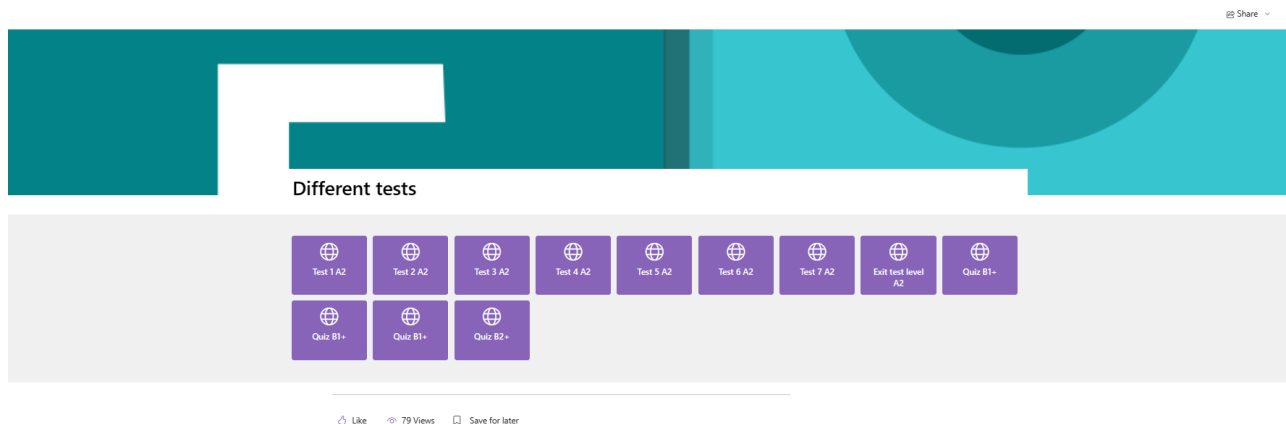 Share
Different tests
Test 1 A2
Test 2 A2
Test 3 A2
Test 4 A2
Test 5 A2
Test 6 A2
Test 7 A2
Exit test level
A2
Quiz B1+
Quiz B1+
Quiz B1+
Quiz B2+
Like
79 Views
Save for later